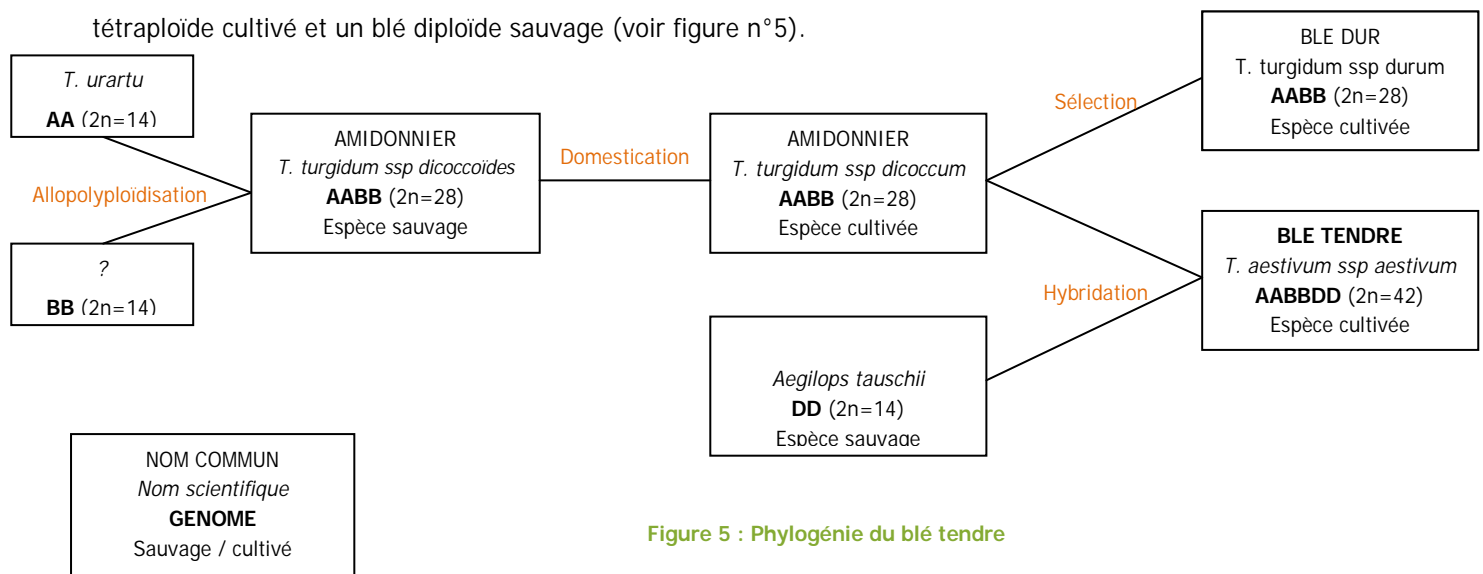 tétraploïde cultivé et un blé diploïde sauvage (voir figure n°5).
T. urartu
AA (2n=14)
Allopolyploïdisation
?
BB (2n=14)
AMIDONNIER
T. turgidum ssp dicoccoïdes
AABB (2n=28)
Espèce sauvage
Domestication
AMIDONNIER
T. turgidum ssp dicoccum
AABB (2n=28)
Espèce cultivée
Sélection
BLE DUR
T. turgidum ssp durum
AABB (2n=28)
Espèce cultivée
Hybridation
BLE TENDRE
T. aestivum ssp aestivum
AABBDD (2n=42)
Espèce cultivée
Aegilops tauschii
DD (2n=14)
Espèce sauvage
NOM COMMUN
Nom scientifique
GENOME
Sauvage / cultivé
Figure 5 : Phylogénie du blé tendre